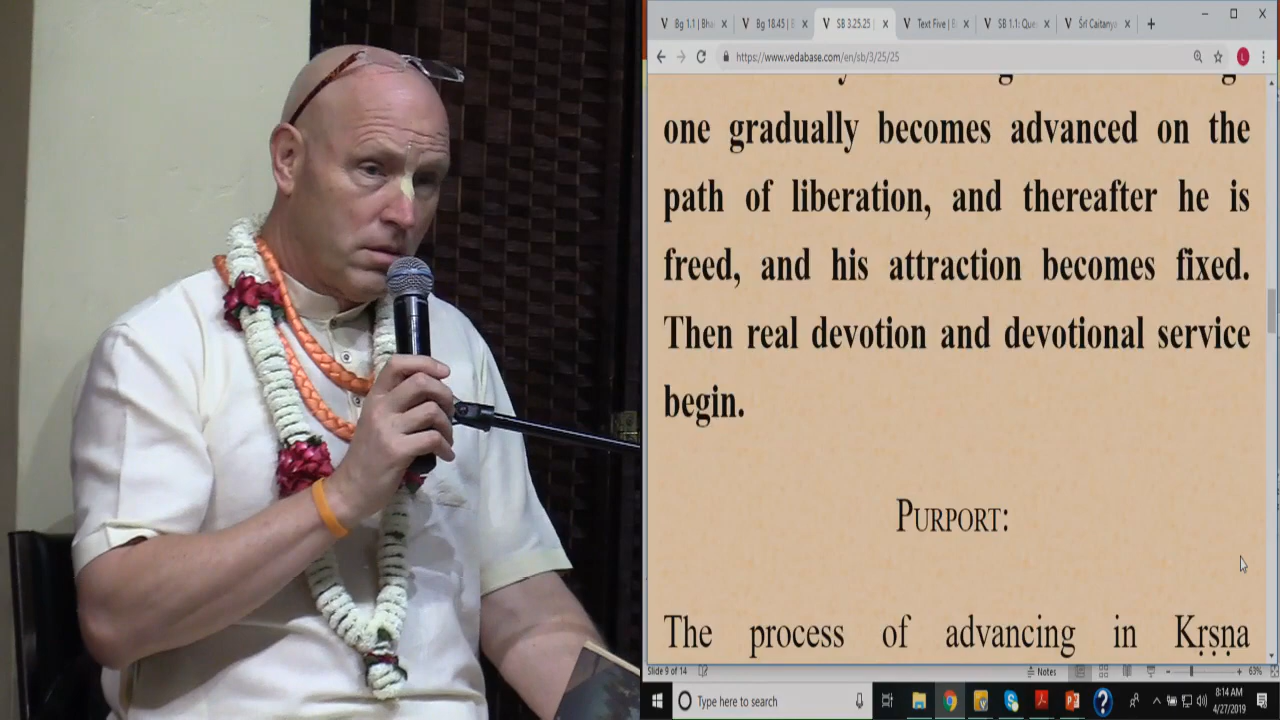 Bg 1.1 | Bha
Bg 18.45 | E
SB 3.25.25 |
Text Five | E
SB 1.1: Que
Śrī Caitanya
https://www.vedabase.com/en/sb/3/25/25
one gradually becomes advanced on the
path of liberation, and thereafter he is
freed, and his attraction becomes fixed.
Then real devotion and devotional service
begin.
PURPORT:
The process of advancing in Kṛṣṇa
Slide 9 of 14
Notes
63%
Type here to search
8:14 AM
4/27/2019